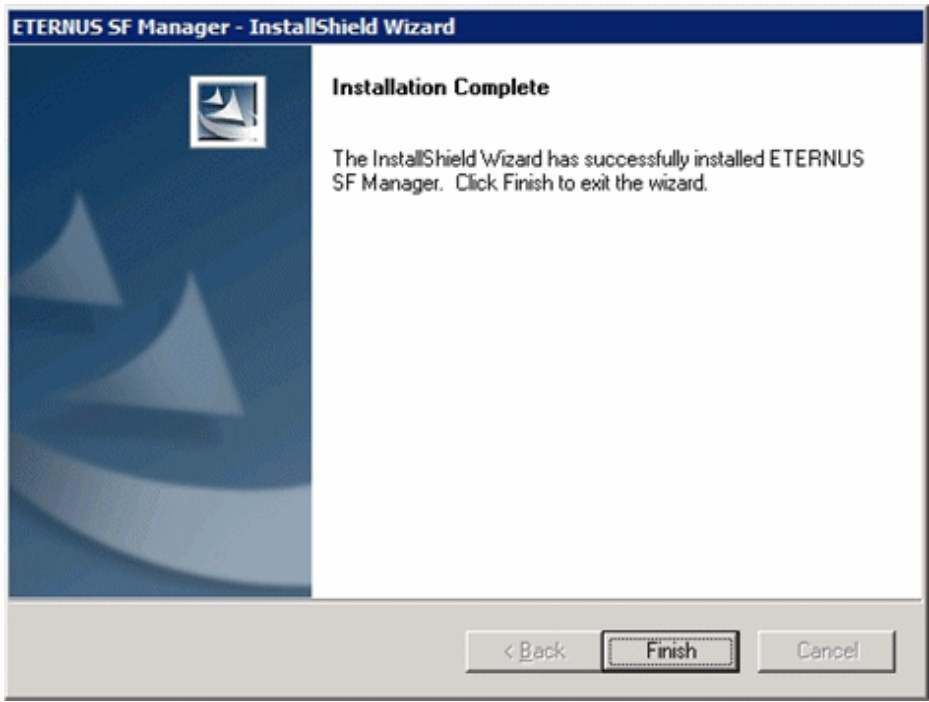 ETERNUS SF Manager - InstallShield Wizard
Installation Complete
The InstallShield Wizard has successfully installed ETERNUS
SF Manager. Click Finish to exit the wizard.
< Back
Finish
Cancel